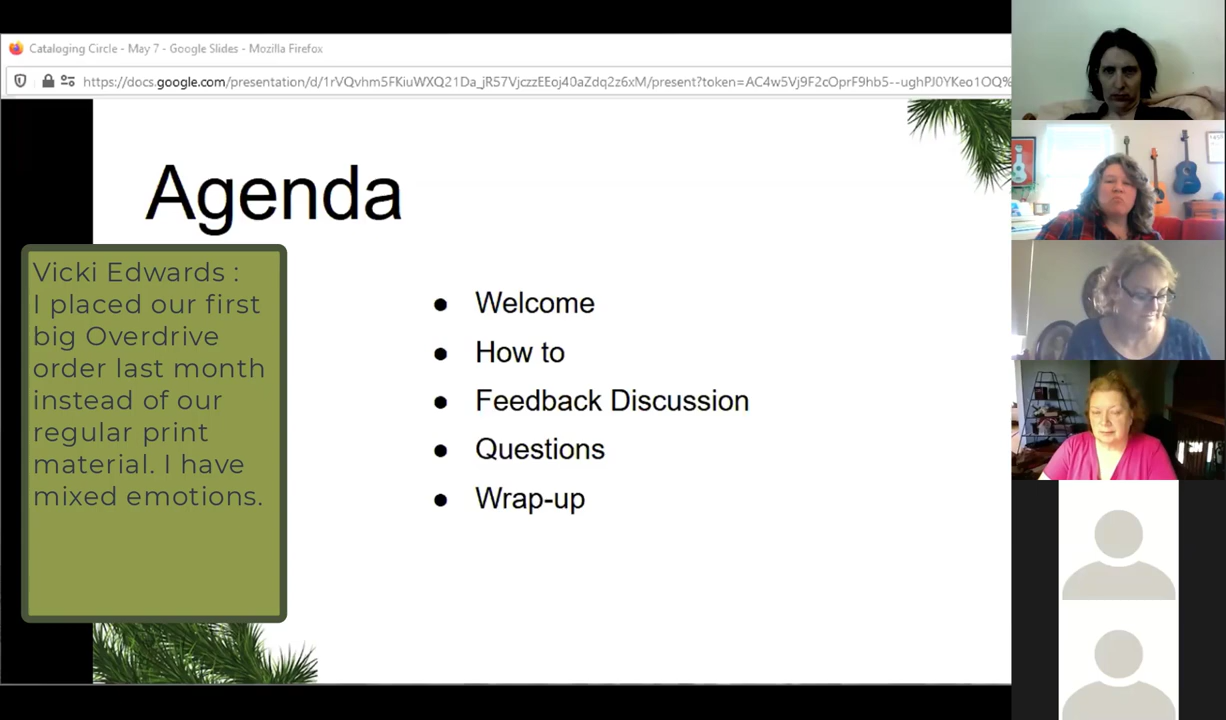 Cataloging Circle - May 7 - Google Slides - Mozilla Firefox
https://docs.google.com/presentation/d/1rVQvhm5FKiuWXQ21Da_jR57VjczzEEoj40aZdq2z6xM/present?token=AC4w5Vj9F2cOprF9hb5--ughPJ0YKeo1OQ%
Agenda
Vicki Edwards :
I placed our first
big Overdrive
order last month
instead of our
regular print
material. I have
mixed emotions.
● Welcome
● How to
● Feedback Discussion
● Questions
● Wrap-up